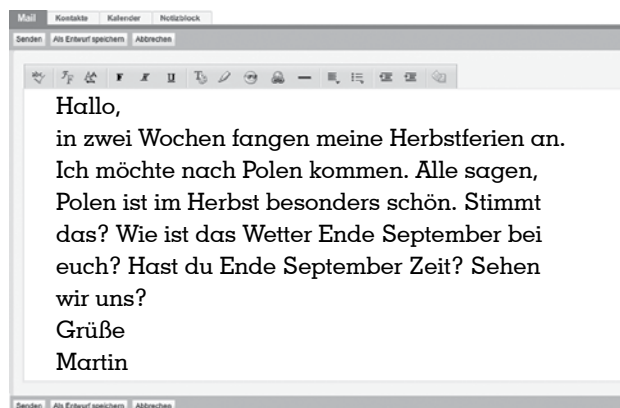 Mail Kontakte Kalender Notizblock
Senden Als Entwurf speichern Abbrechen
Hallo,
in zwei Wochen fangen meine Herbstferien an.
Ich möchte nach Polen kommen. Alle sagen,
Polen ist im Herbst besonders schön. Stimmt
das? Wie ist das Wetter Ende September bei
euch? Hast du Ende September Zeit? Sehen
wir uns?
Grüße
Martin
Senden Als Entwurf speichern Abbrechen